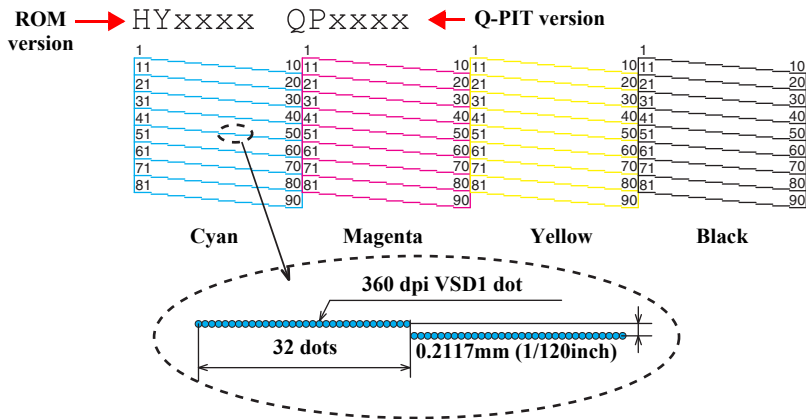 ROM version HYxxxx QPxxxx Q-PIT version
1 1 1 1
11 10 11 10 11 10 11 10
21 20 21 20 21 20 21 20
31 30 31 30 31 30 31 30
41 40 41 40 41 40 41 40
51 50 51 50 51 50 51 50
61 60 61 60 61 60 61 60
71 70 71 70 71 70 71 70
81 80 81 80 81 80 81 80
90 90 90 90
Cyan Magenta Yellow Black
360 dpi VSD1 dot
32 dots
0.2117mm (1/120inch)